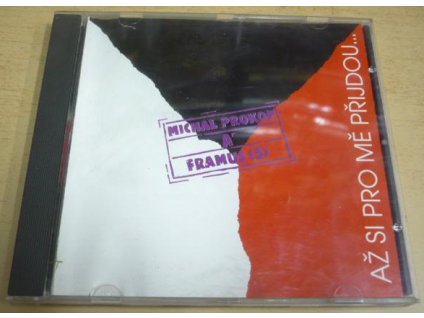 MICHAL PROKOP
A
FRAMUS (5)
AŽ SI PRO MĚ PŘIJDOU...